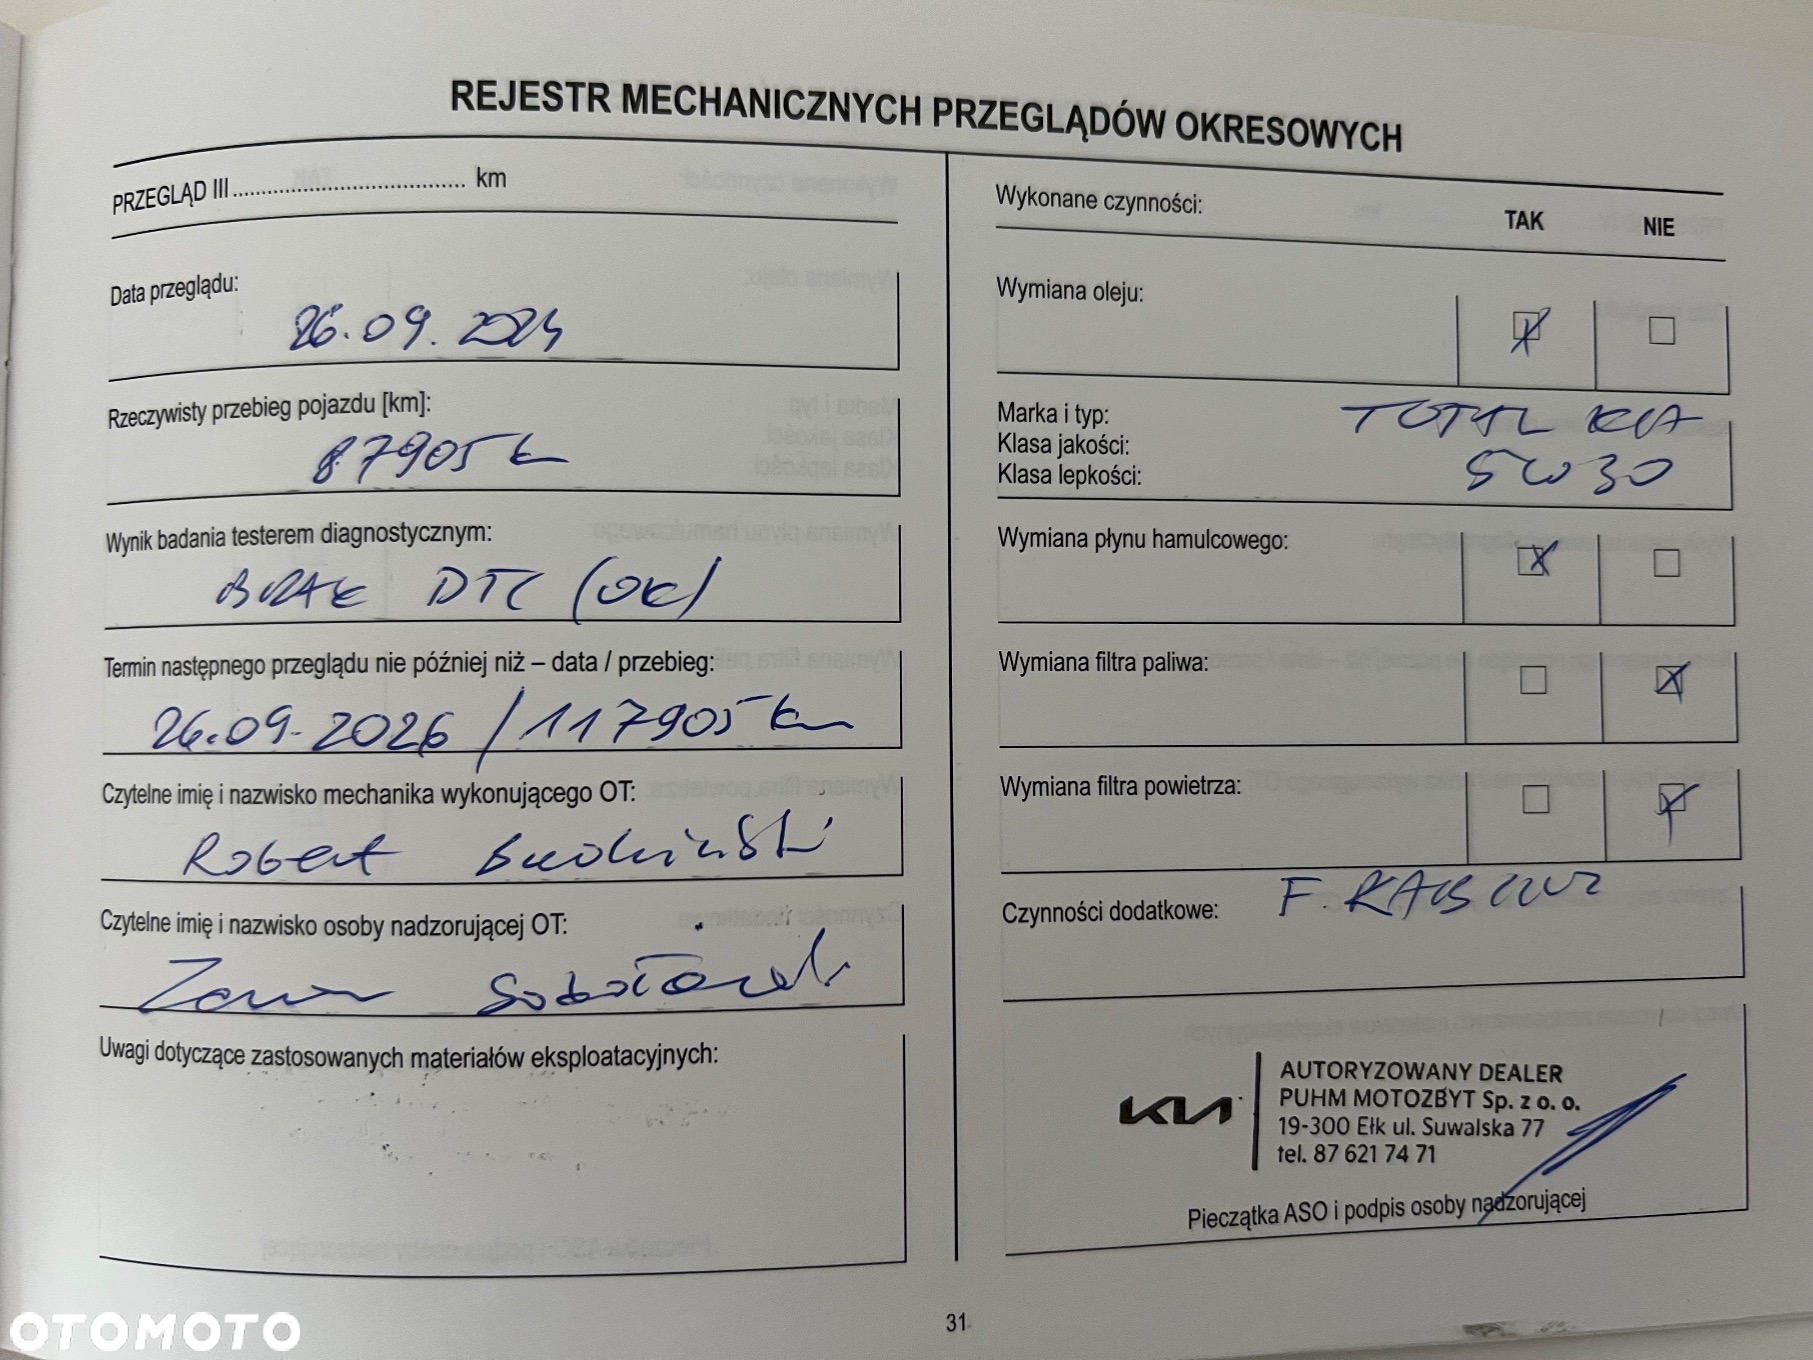 REJESTR MECHANICZNYCH PRZEGLĄDÓW OKRESOWYCH
PRZEGLĄD III ........................................ km
Data przeglądu:
26.09.2024
Rzeczywisty przebieg pojazdu [km]:
87905 km
Wynik badania testerem diagnostycznym:
BRAK DTC (OK)
Termin następnego przeglądu nie później niż – data / przebieg:
26.09.2026 / 117905 km
Czytelne imię i nazwisko mechanika wykonującego OT:
Robert
Czytelne imię i nazwisko osoby nadzorującej OT:
Uwagi dotyczące zastosowanych materiałów eksploatacyjnych:
Wykonane czynności: TAK NIE
Wymiana oleju:
Marka i typ: TOTAL KIA
Klasa jakości:
Klasa lepkości: 5W30
Wymiana płynu hamulcowego:
Wymiana filtra paliwa:
Wymiana filtra powietrza:
Czynności dodatkowe: F. KABINY
KIA
AUTORYZOWANY DEALER
PUHM MOTOZBYT Sp. z o. o.
19-300 Ełk ul. Suwalska 77
tel. 87 621 74 71
Pieczątka ASO i podpis osoby nadzorującej
31
OTOMOTO